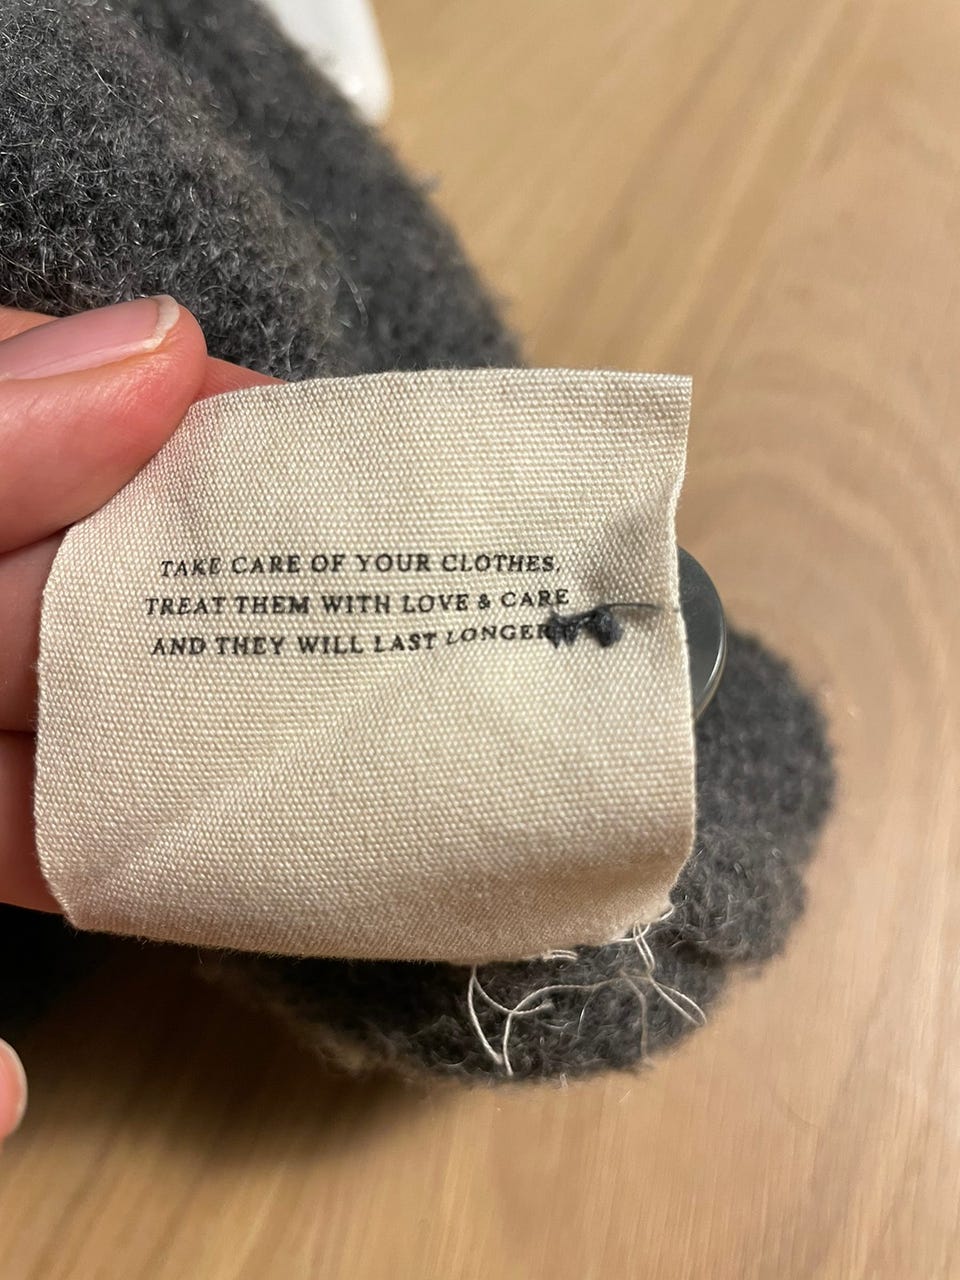 TAKE CARE OF YOUR CLOTHES,
TREAT THEM WITH LOVE & CARE
AND THEY WILL LAST LONGER